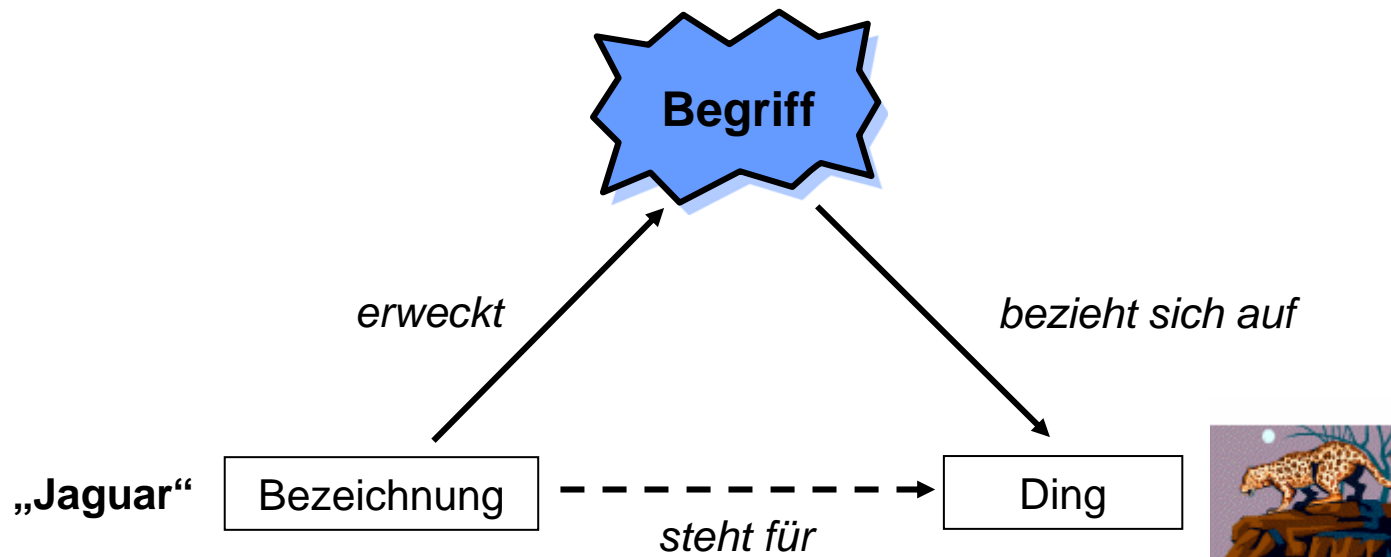 Begriff
erweckt
bezieht sich auf
„Jaguar“
Bezeichnung
Ding
steht für